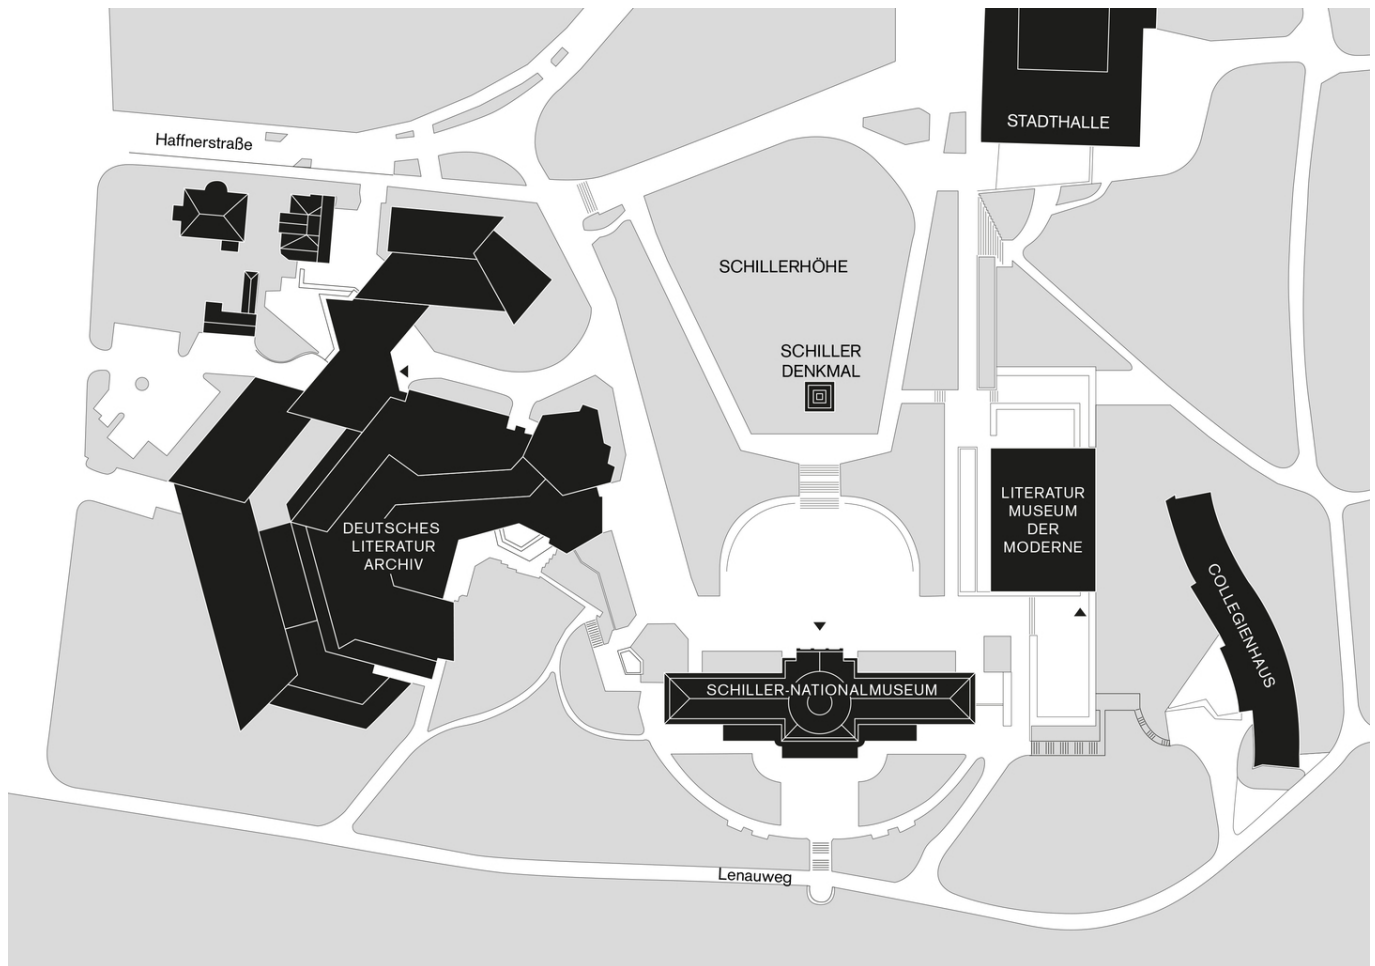 STADTHALLE
Haffnerstraße
SCHILLERHÖHE
SCHILLER
DENKMAL
LITERATUR
MUSEUM
DER
MODERNE
DEUTSCHES
LITERATUR
ARCHIV
COLLEGIENHAUS
SCHILLER-NATIONALMUSEUM
Lenauweg